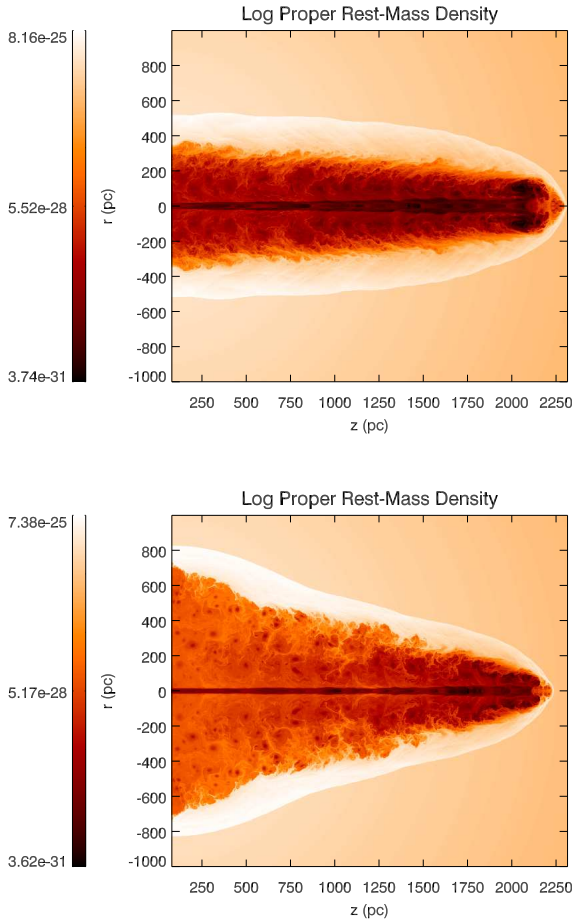 Log Proper Rest-Mass Density
8.16e-25
5.52e-28
3.74e-31
r (pc)
800
600
400
200
0
-200
-400
-600
-800
-1000
250 500 750 1000 1250 1500 1750 2000 2250
z (pc)
Log Proper Rest-Mass Density
7.38e-25
5.17e-28
3.62e-31
r (pc)
800
600
400
200
0
-200
-400
-600
-800
-1000
250 500 750 1000 1250 1500 1750 2000 2250
z (pc)